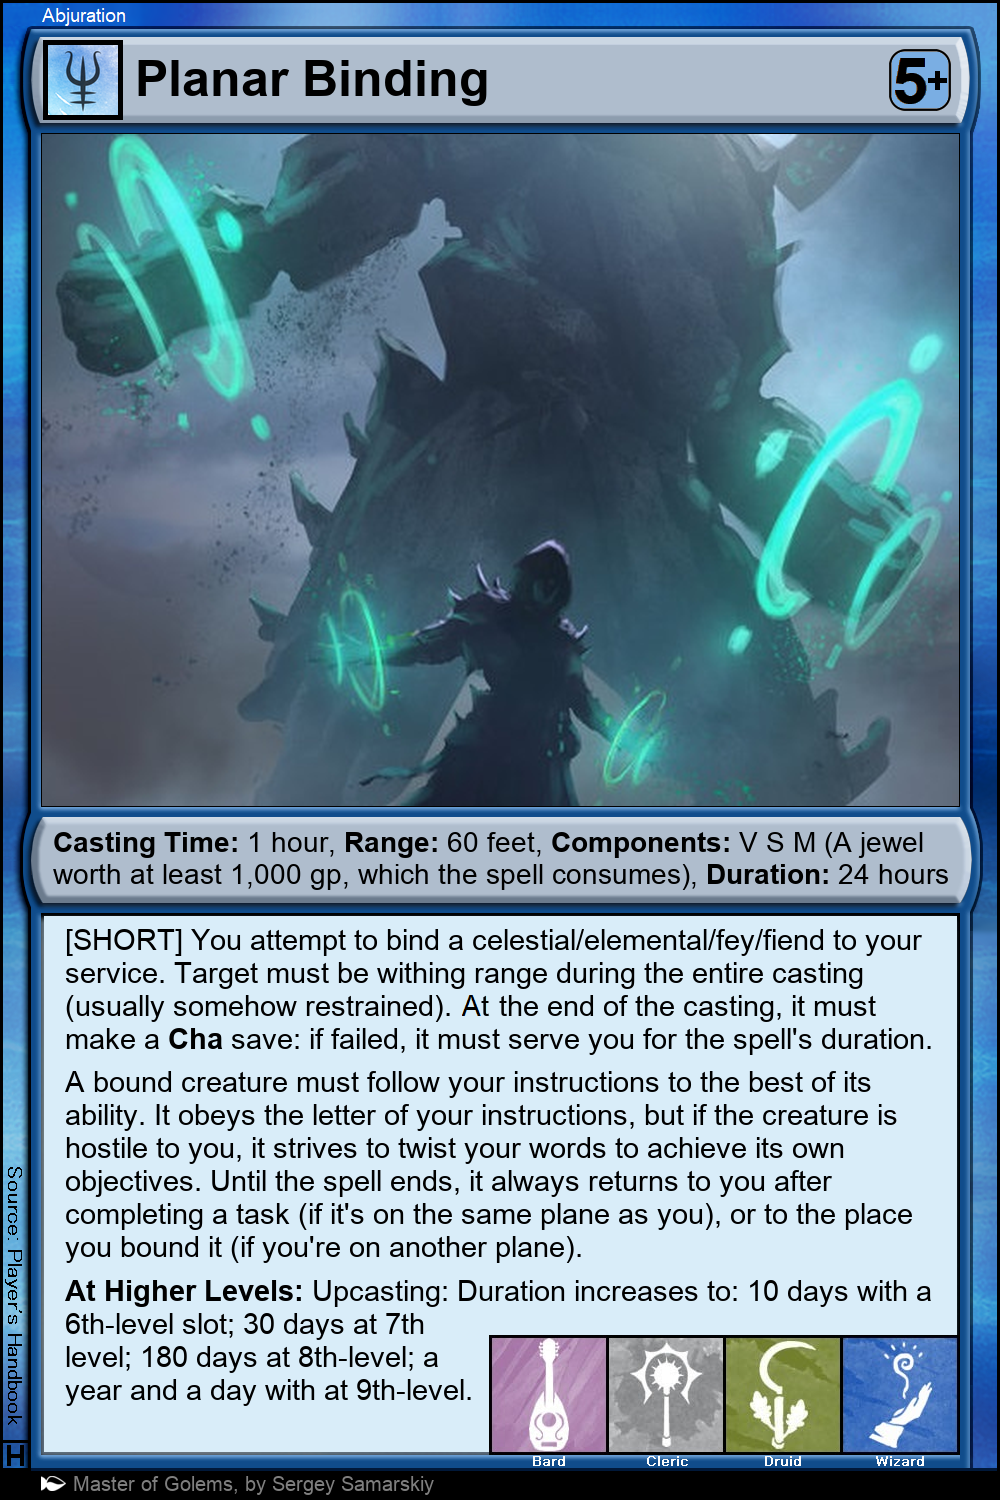 Abjuration
Planar Binding
5+
Casting Time: 1 hour, Range: 60 feet, Components: V S M (A jewel
worth at least 1,000 gp, which the spell consumes), Duration: 24 hours
[SHORT] You attempt to bind a celestial/elemental/fey/fiend to your
service. Target must be withing range during the entire casting
(usually somehow restrained). At the end of the casting, it must
make a Cha save: if failed, it must serve you for the spell's duration.
A bound creature must follow your instructions to the best of its
ability. It obeys the letter of your instructions, but if the creature is
hostile to you, it strives to twist your words to achieve its own
objectives. Until the spell ends, it always returns to you after
completing a task (if it's on the same plane as you), or to the place
you bound it (if you're on another plane).
At Higher Levels: Upcasting: Duration increases to: 10 days with a
6th-level slot; 30 days at 7th
level; 180 days at 8th-level; a
year and a day with at 9th-level.
Bard
Cleric
Druid
Wizard
Source: Player's Handbook
H
Master of Golems, by Sergey Samarskiy